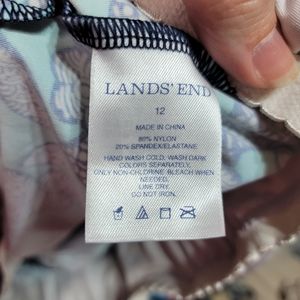 LANDS' END
12
MADE IN CHINA
80% NYLON
20% SPANDEX/ELASTANE
HAND WASH COLD. WASH DARK
COLORS SEPARATELY.
ONLY NON-CHLORINE BLEACH WHEN
NEEDED.
LINE DRY.
DO NOT IRON.